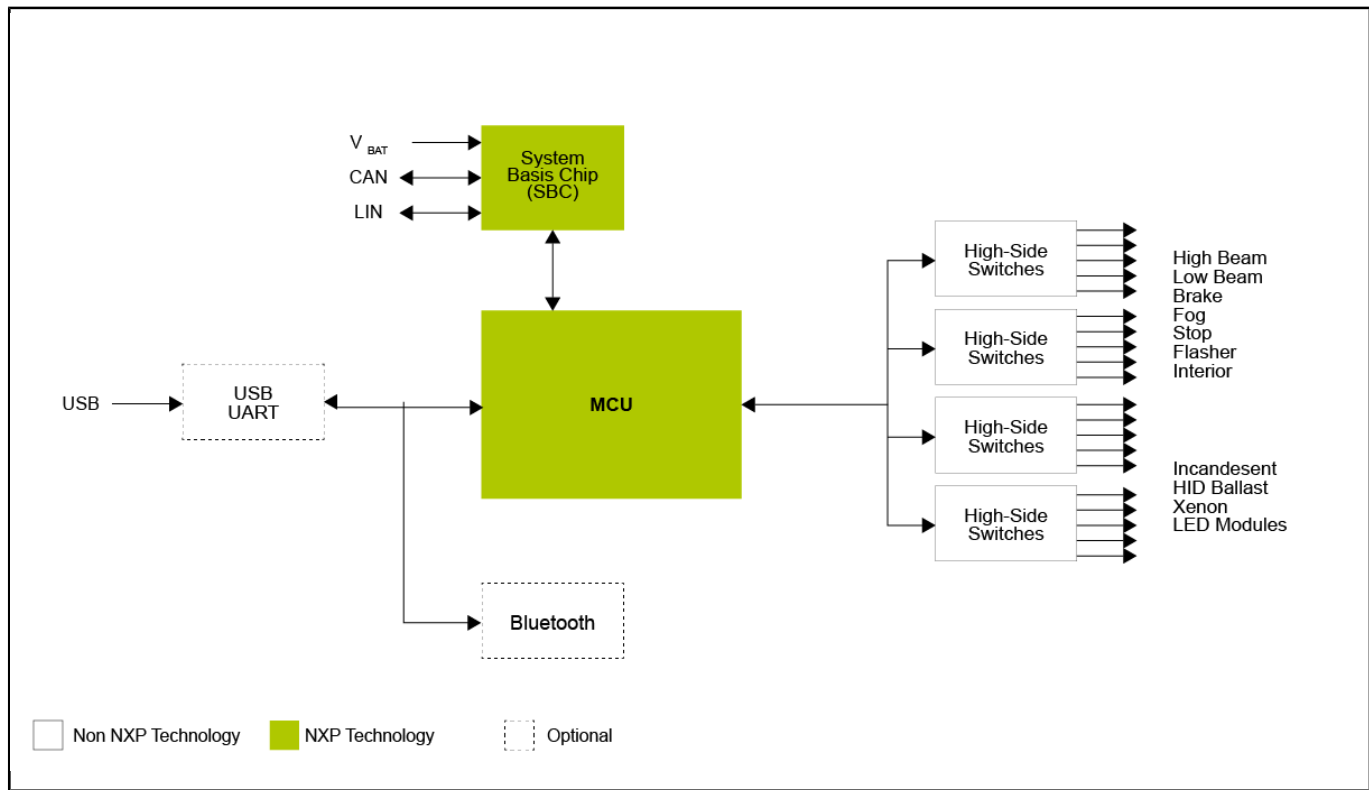 V BAT
CAN
LIN
System
Basis Chip
(SBC)
USB
USB
UART
MCU
Bluetooth
High-Side
Switches
High-Side
Switches
High-Side
Switches
High-Side
Switches
High Beam
Low Beam
Brake
Fog
Stop
Flasher
Interior
Incandesent
HID Ballast
Xenon
LED Modules
Non NXP Technology
NXP Technology
Optional